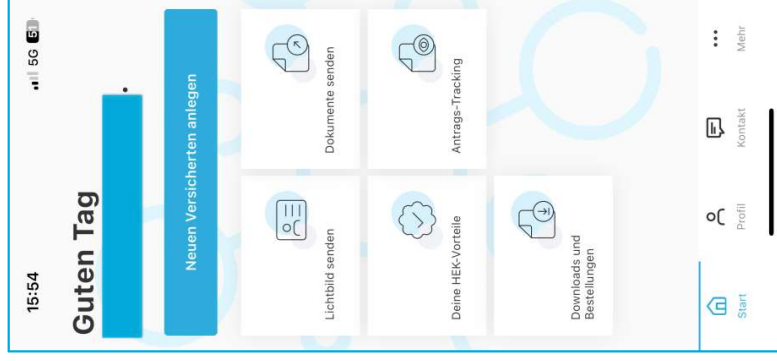 15:54
5G 51
Guten Tag
Neuen Versicherten anlegen
Lichtbild senden
Dokumente senden
Deine HEK-Vorteile
Antrags-Tracking
Downloads und
Bestellungen
Start
Profil
Kontakt
Mehr